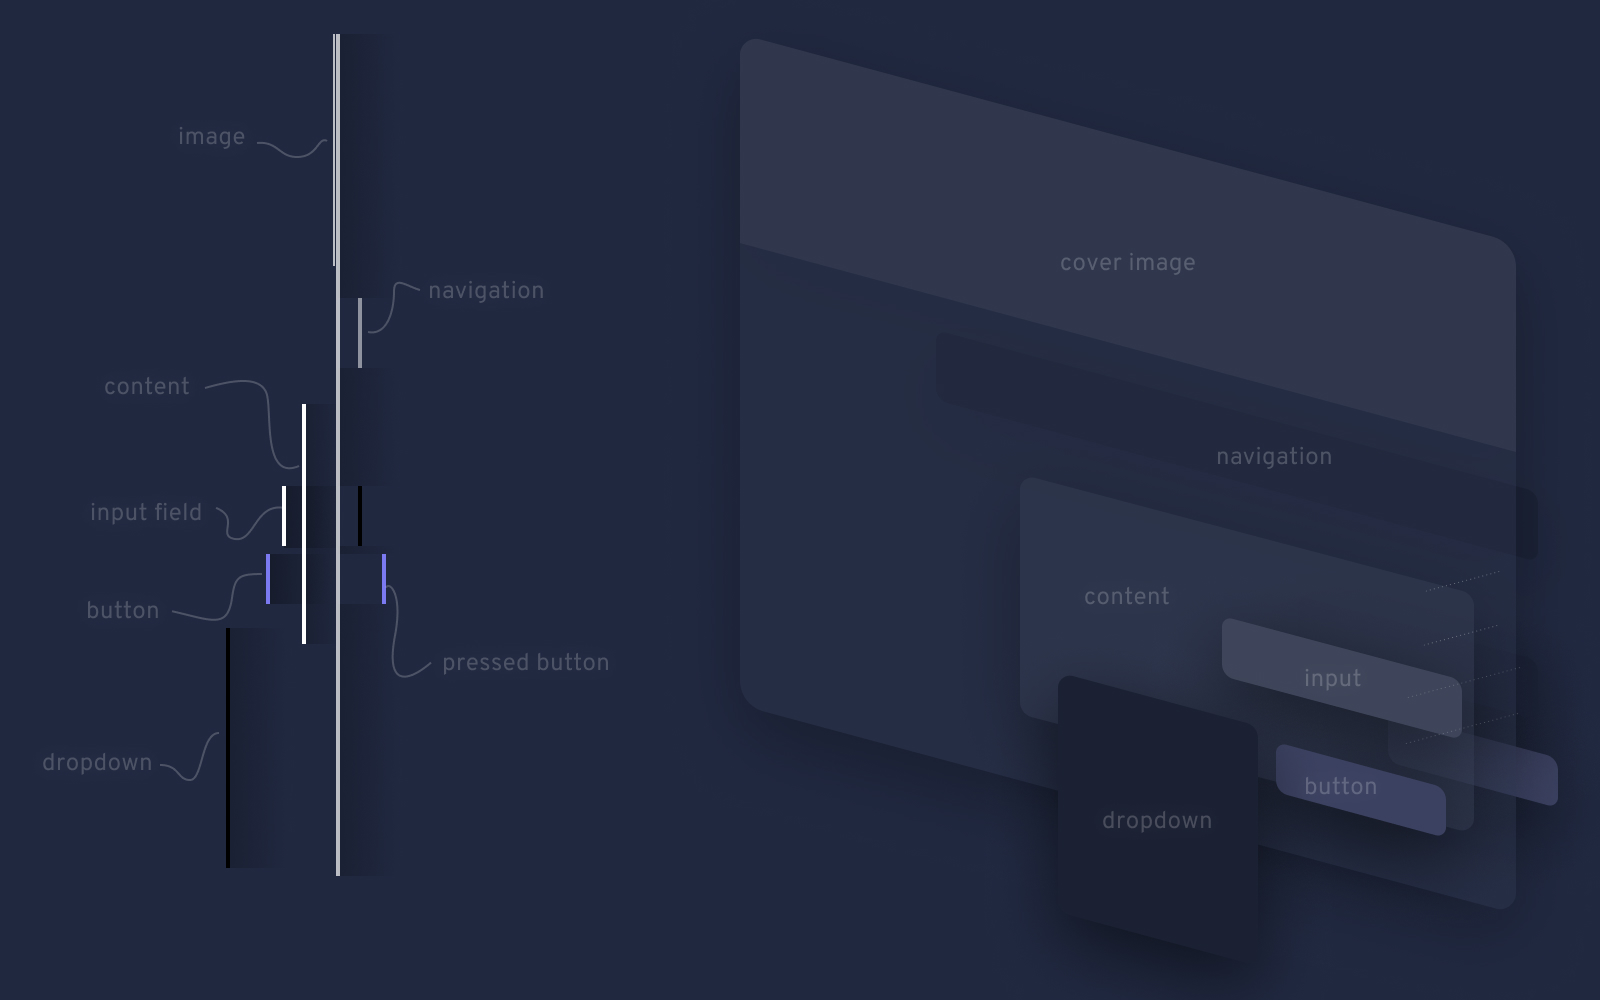 image
navigation
content
input field
button
pressed button
dropdown
cover image
navigation
content
input
button
dropdown